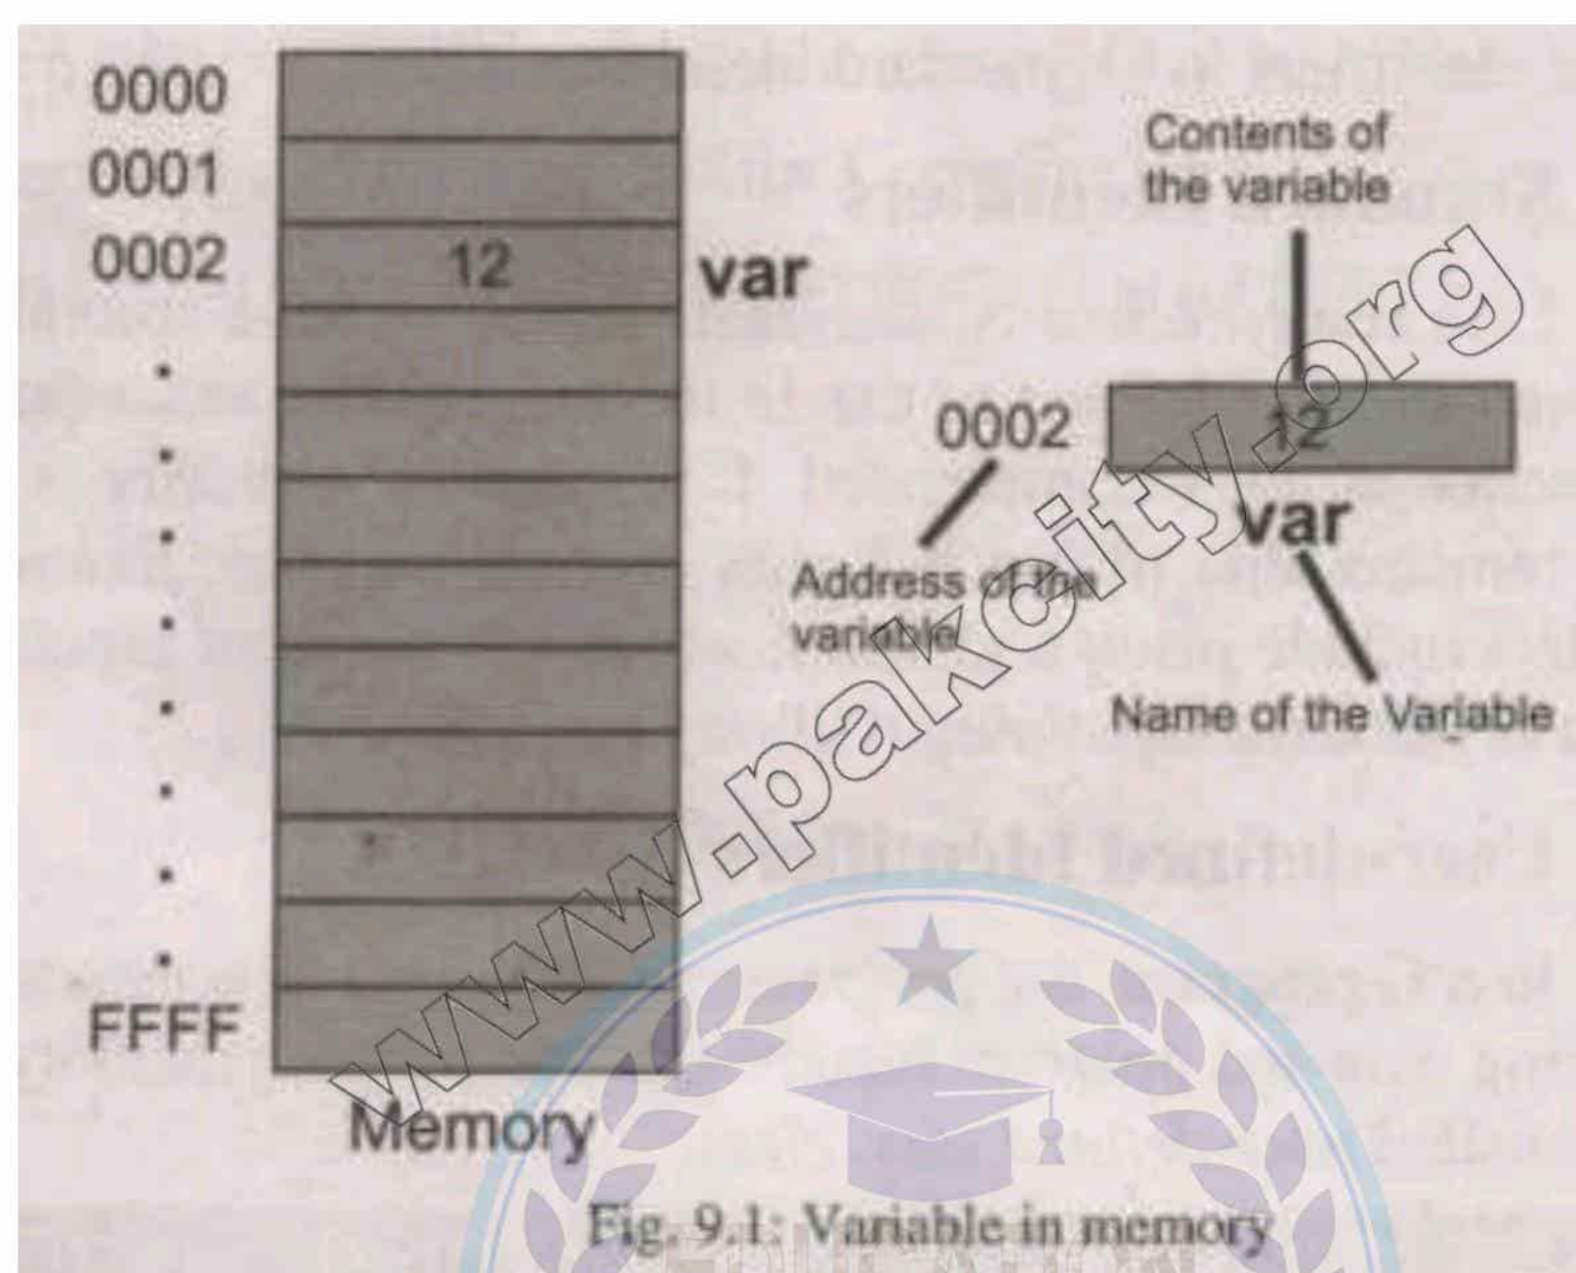 0000
0001
0002 12 var
FFFF
Memory
Contents of
the variable
0002 12
var
Address of the
variable
Name of the Variable
Fig. 9.1: Variable in memory
www.pakcity.org